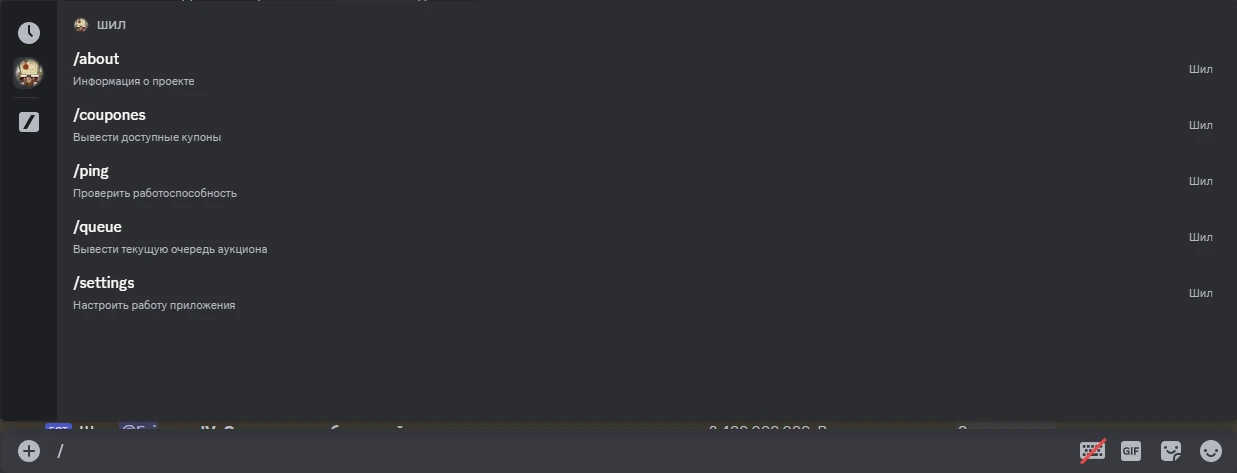 ШИЛ
/about
Информация о проекте
Шил
/coupones
Вывести доступные купоны
Шил
/ping
Проверить работоспособность
Шил
/queue
Вывести текущую очередь аукциона
Шил
/settings
Настроить работу приложения
Шил
/
GIF